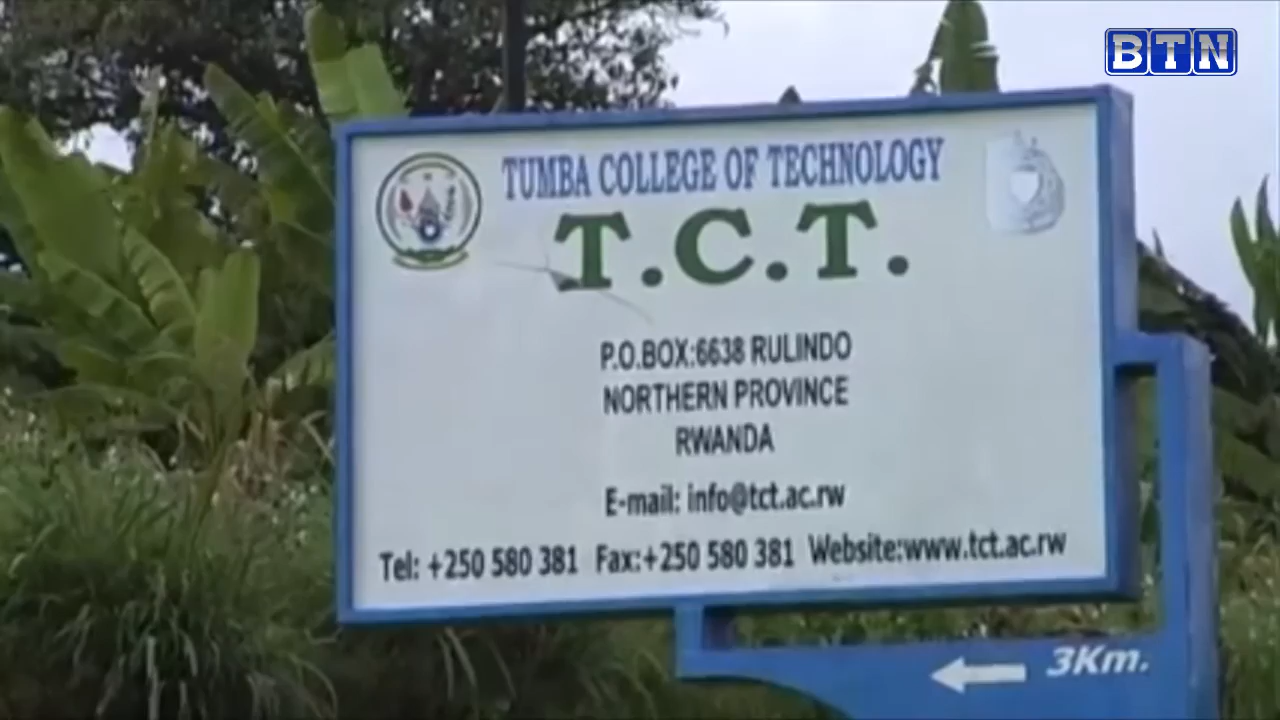 BTN
TUMBA COLLEGE OF TECHNOLOGY
T.C.T.
P.O.BOX:6638 RULINDO
NORTHERN PROVINCE
RWANDA
E-mail: info@tct.ac.rw
Tel: +250 580 381 Fax:+250 580 381 Website:www.tct.ac.rw
3Km.